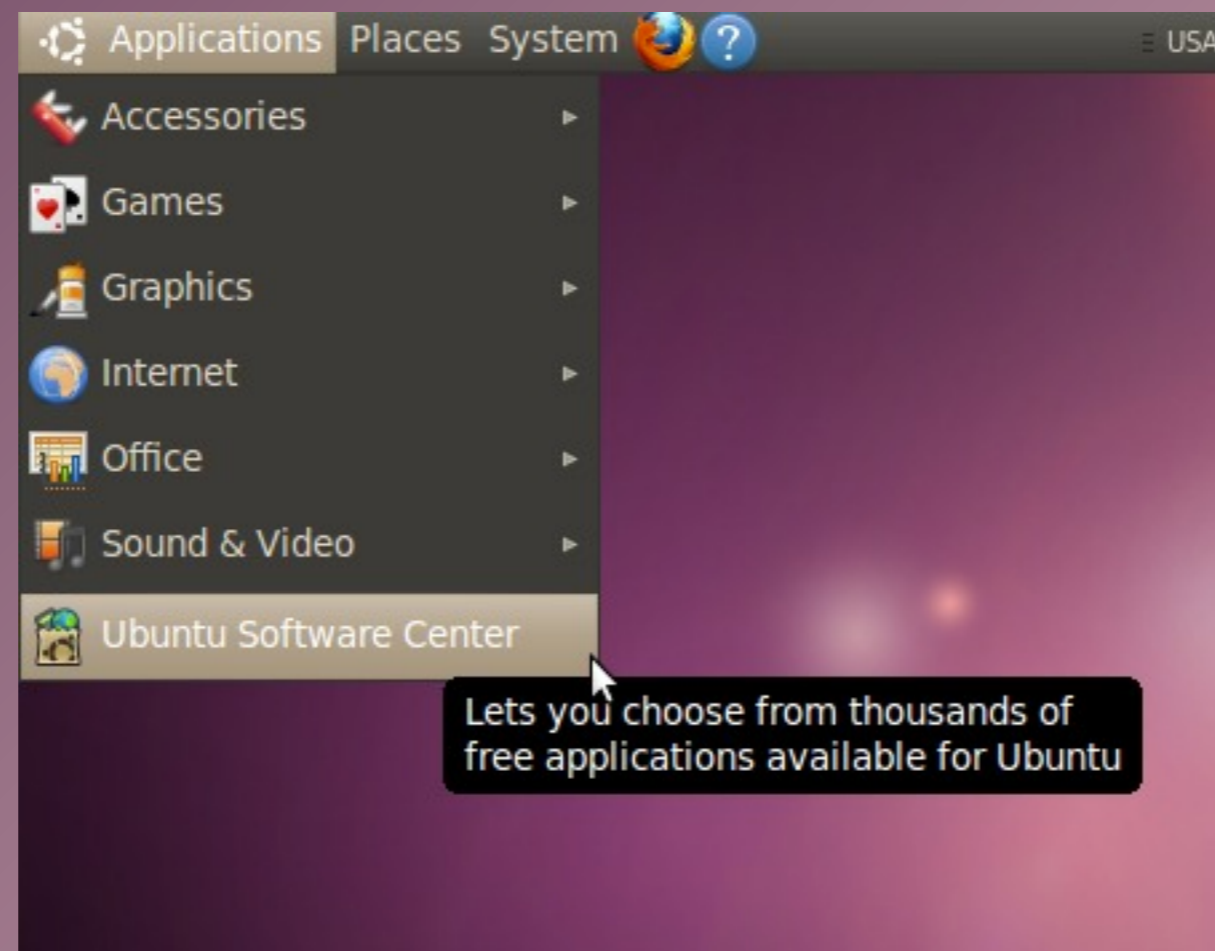 Applications Places System ? USA
Accessories
Games
Graphics
Internet
Office
Sound & Video
Ubuntu Software Center
Lets you choose from thousands of
free applications available for Ubuntu